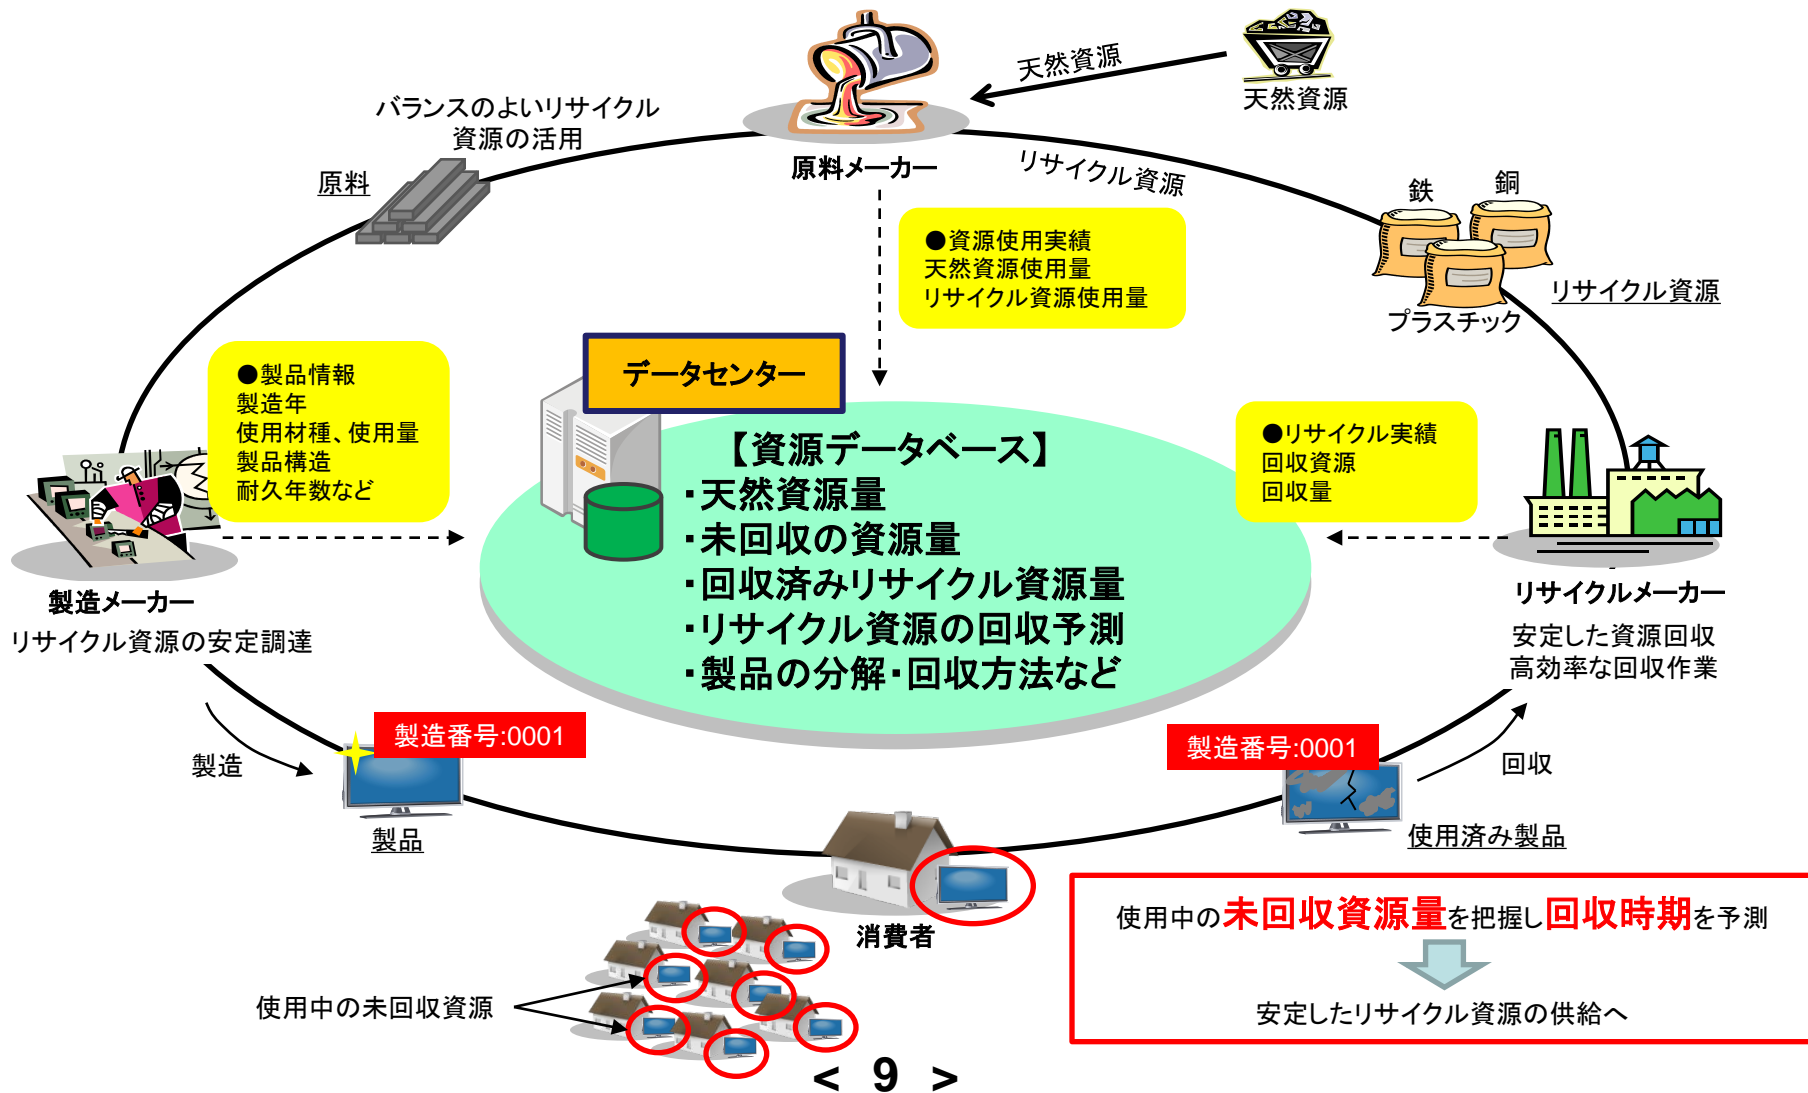 天然資源
天然資源
バランスのよいリサイクル
資源の活用
原料
原料メーカー
リサイクル資源
鉄
銅
プラスチック
リサイクル資源
●資源使用実績
天然資源使用量
リサイクル資源使用量
データセンター
●製品情報
製造年
使用材種、使用量
製品構造
耐久年数など
●リサイクル実績
回収資源
回収量
【資源データベース】
・天然資源量
・未回収の資源量
・回収済みリサイクル資源量
・リサイクル資源の回収予測
・製品の分解・回収方法など
製造メーカー
リサイクル資源の安定調達
リサイクルメーカー
安定した資源回収
高効率な回収作業
製造番号:0001
製造番号:0001
製造
回収
製品
使用済み製品
消費者
使用中の未回収資源
使用中の未回収資源量を把握し回収時期を予測
安定したリサイクル資源の供給へ
< 9 >